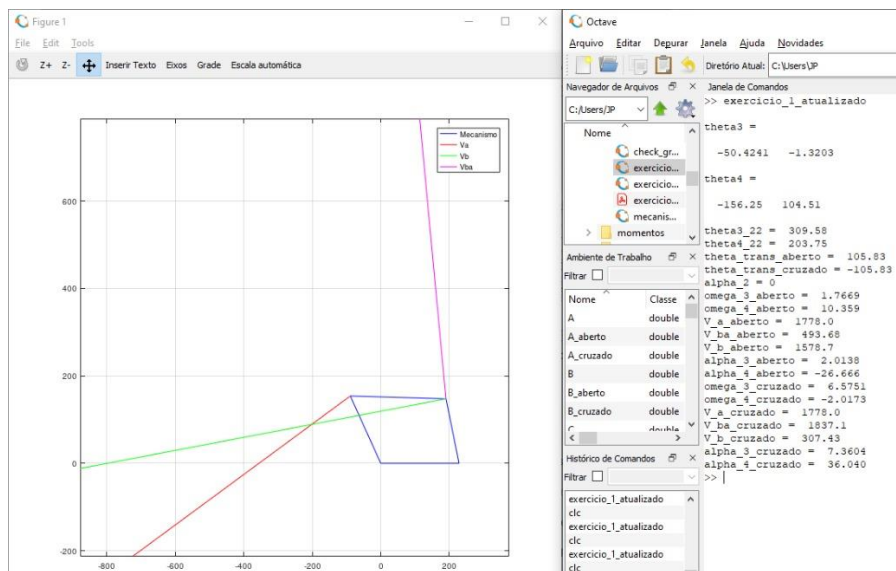 Figure 1
File Edit Tools
Z+ Z- Inserir Texto Eixos Grade Escala automática
Mecanismo
Va
Vb
Vba
600
400
200
0
-200
-800 -600 -400 -200 0 200
Octave
Arquivo Editar Depurar Janela Ajuda Novidades
Diretório Atual: C:\Users\JP
Navegador de Arquivos
C:/Users/JP
Nome
check_gr...
exercicio...
exercicio...
exercicio...
mecanis...
momentos
Ambiente de Trabalho
Filtrar
Nome Classe
A double
A_aberto double
A_cruzado double
B double
B_aberto double
B_cruzado double
C double
Histórico de Comandos
Filtrar
exercicio_1_atualizado
clc
exercicio_1_atualizado
clc
exercicio_1_atualizado
clc
Janela de Comandos
>> exercicio_1_atualizado
theta3 =
-50.4241 -1.3203
theta4 =
-156.25 104.51
theta3_22 = 309.58
theta4_22 = 203.75
theta_trans_aberto = 105.83
theta_trans_cruzado = -105.83
alpha_2 = 0
omega_3_aberto = 1.7669
omega_4_aberto = 10.359
V_a_aberto = 1778.0
V_ba_aberto = 493.68
V_b_aberto = 1578.7
alpha_3_aberto = 2.0138
alpha_4_aberto = -26.666
omega_3_cruzado = 6.5751
omega_4_cruzado = -2.0173
V_a_cruzado = 1778.0
V_ba_cruzado = 1837.1
V_b_cruzado = 307.43
alpha_3_cruzado = 7.3604
alpha_4_cruzado = 36.040
>>